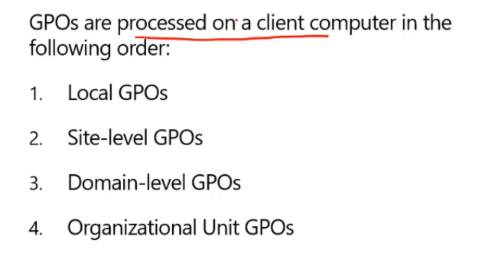 GPOs are processed on a client computer in the
following order:
1. Local GPOs
2. Site-level GPOs
3. Domain-level GPOs
4. Organizational Unit GPOs